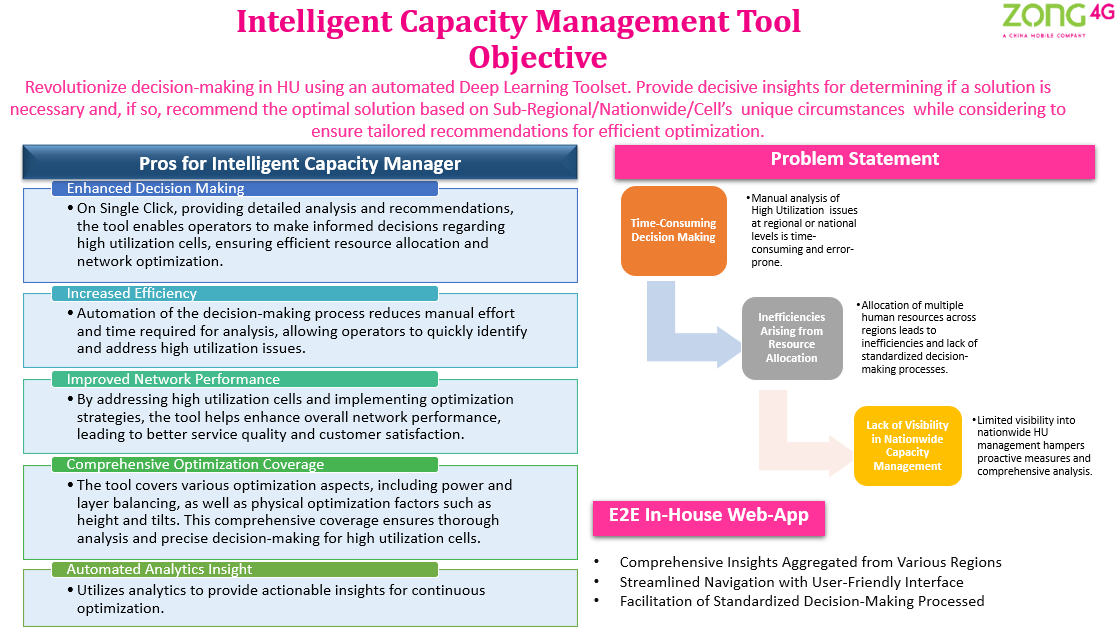 Intelligent Capacity Management Tool
Objective
ZONG 4G
A CHINA MOBILE COMPANY
Revolutionize decision-making in HU using an automated Deep Learning Toolset. Provide decisive insights for determining if a solution is
necessary and, if so, recommend the optimal solution based on Sub-Regional/Nationwide/Cell's unique circumstances while considering to
ensure tailored recommendations for efficient optimization.
Pros for Intelligent Capacity Manager
Enhanced Decision Making
• On Single Click, providing detailed analysis and recommendations,
the tool enables operators to make informed decisions regarding
high utilization cells, ensuring efficient resource allocation and
network optimization.
Increased Efficiency
• Automation of the decision-making process reduces manual effort
and time required for analysis, allowing operators to quickly identify
and address high utilization issues.
Improved Network Performance
• By addressing high utilization cells and implementing optimization
strategies, the tool helps enhance overall network performance,
leading to better service quality and customer satisfaction.
Comprehensive Optimization Coverage
• The tool covers various optimization aspects, including power and
layer balancing, as well as physical optimization factors such as
height and tilts. This comprehensive coverage ensures thorough
analysis and precise decision-making for high utilization cells.
Automated Analytics Insight
• Utilizes analytics to provide actionable insights for continuous
optimization.
Problem Statement
Time-Consuming
Decision Making
•Manual analysis of
High Utilization issues
at regional or national
levels is time-
consuming and error-
prone.
Inefficiencies
Arising from
Resource
Allocation
•Allocation of multiple
human resources across
regions leads to
inefficiencies and lack of
standardized decision-
making processes.
Lack of Visibility
in Nationwide
Capacity
Management
•Limited visibility into
nationwide HU
management hampers
proactive measures and
comprehensive analysis.
E2E In-House Web-App
• Comprehensive Insights Aggregated from Various Regions
• Streamlined Navigation with User-Friendly Interface
• Facilitation of Standardized Decision-Making Processed